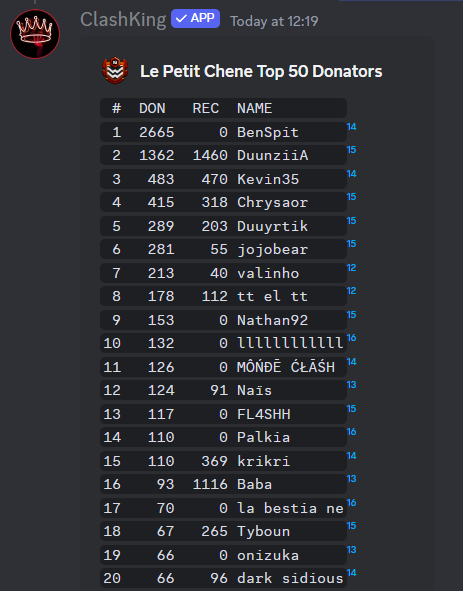 ClashKing ✓ APP Today at 12:19
Le Petit Chene Top 50 Donators
# DON REC NAME
1 2665 0 BenSpit 14
2 1362 1460 DuunziiA 15
3 483 470 Kevin35 14
4 415 318 Chrysaor 15
5 289 203 Duuyrtik 15
6 281 55 jojobear 15
7 213 40 valinho 12
8 178 112 tt el tt 12
9 153 0 Nathan92 15
10 132 0 llllllllllll 16
11 126 0 MÔŃĐĒ ĆŁÃŚH 14
12 124 91 Naïs 13
13 117 0 FL4SHH 15
14 110 0 Palkia 16
15 110 369 krikri 14
16 93 1116 Baba 13
17 70 0 la bestia ne 16
18 67 265 Tyboun 15
19 66 0 onizuka 13
20 66 96 dark sidious 14